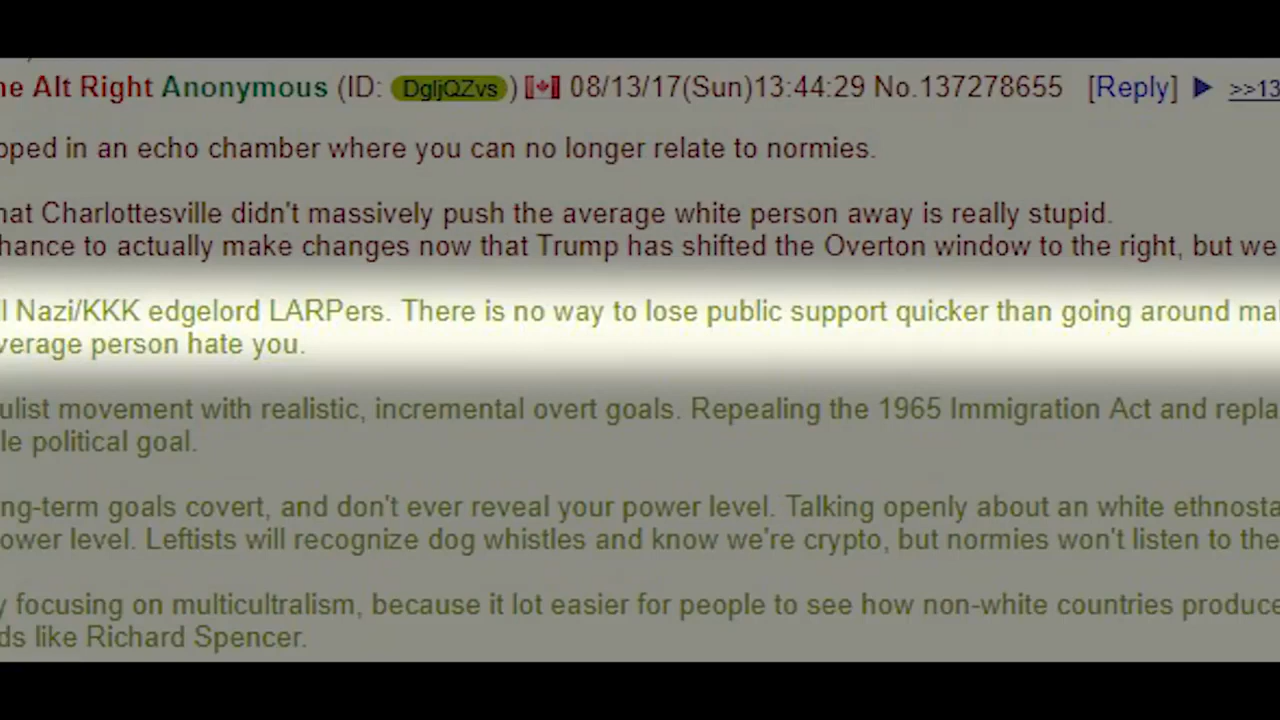 ne Alt Right Anonymous (ID: DgljQZvs) 08/13/17(Sun)13:44:29 No.137278655 [Reply] ▶ >>13
pped in an echo chamber where you can no longer relate to normies.
hat Charlottesville didn't massively push the average white person away is really stupid.
hance to actually make changes now that Trump has shifted the Overton window to the right, but we
l Nazi/KKK edgelord LARPers. There is no way to lose public support quicker than going around mak
verage person hate you.
ulist movement with realistic, incremental overt goals. Repealing the 1965 Immigration Act and repla
le political goal.
ng-term goals covert, and don't ever reveal your power level. Talking openly about an white ethnosta
ower level. Leftists will recognize dog whistles and know we're crypto, but normies won't listen to the
y focusing on multicultralism, because it lot easier for people to see how non-white countries produce
ds like Richard Spencer.